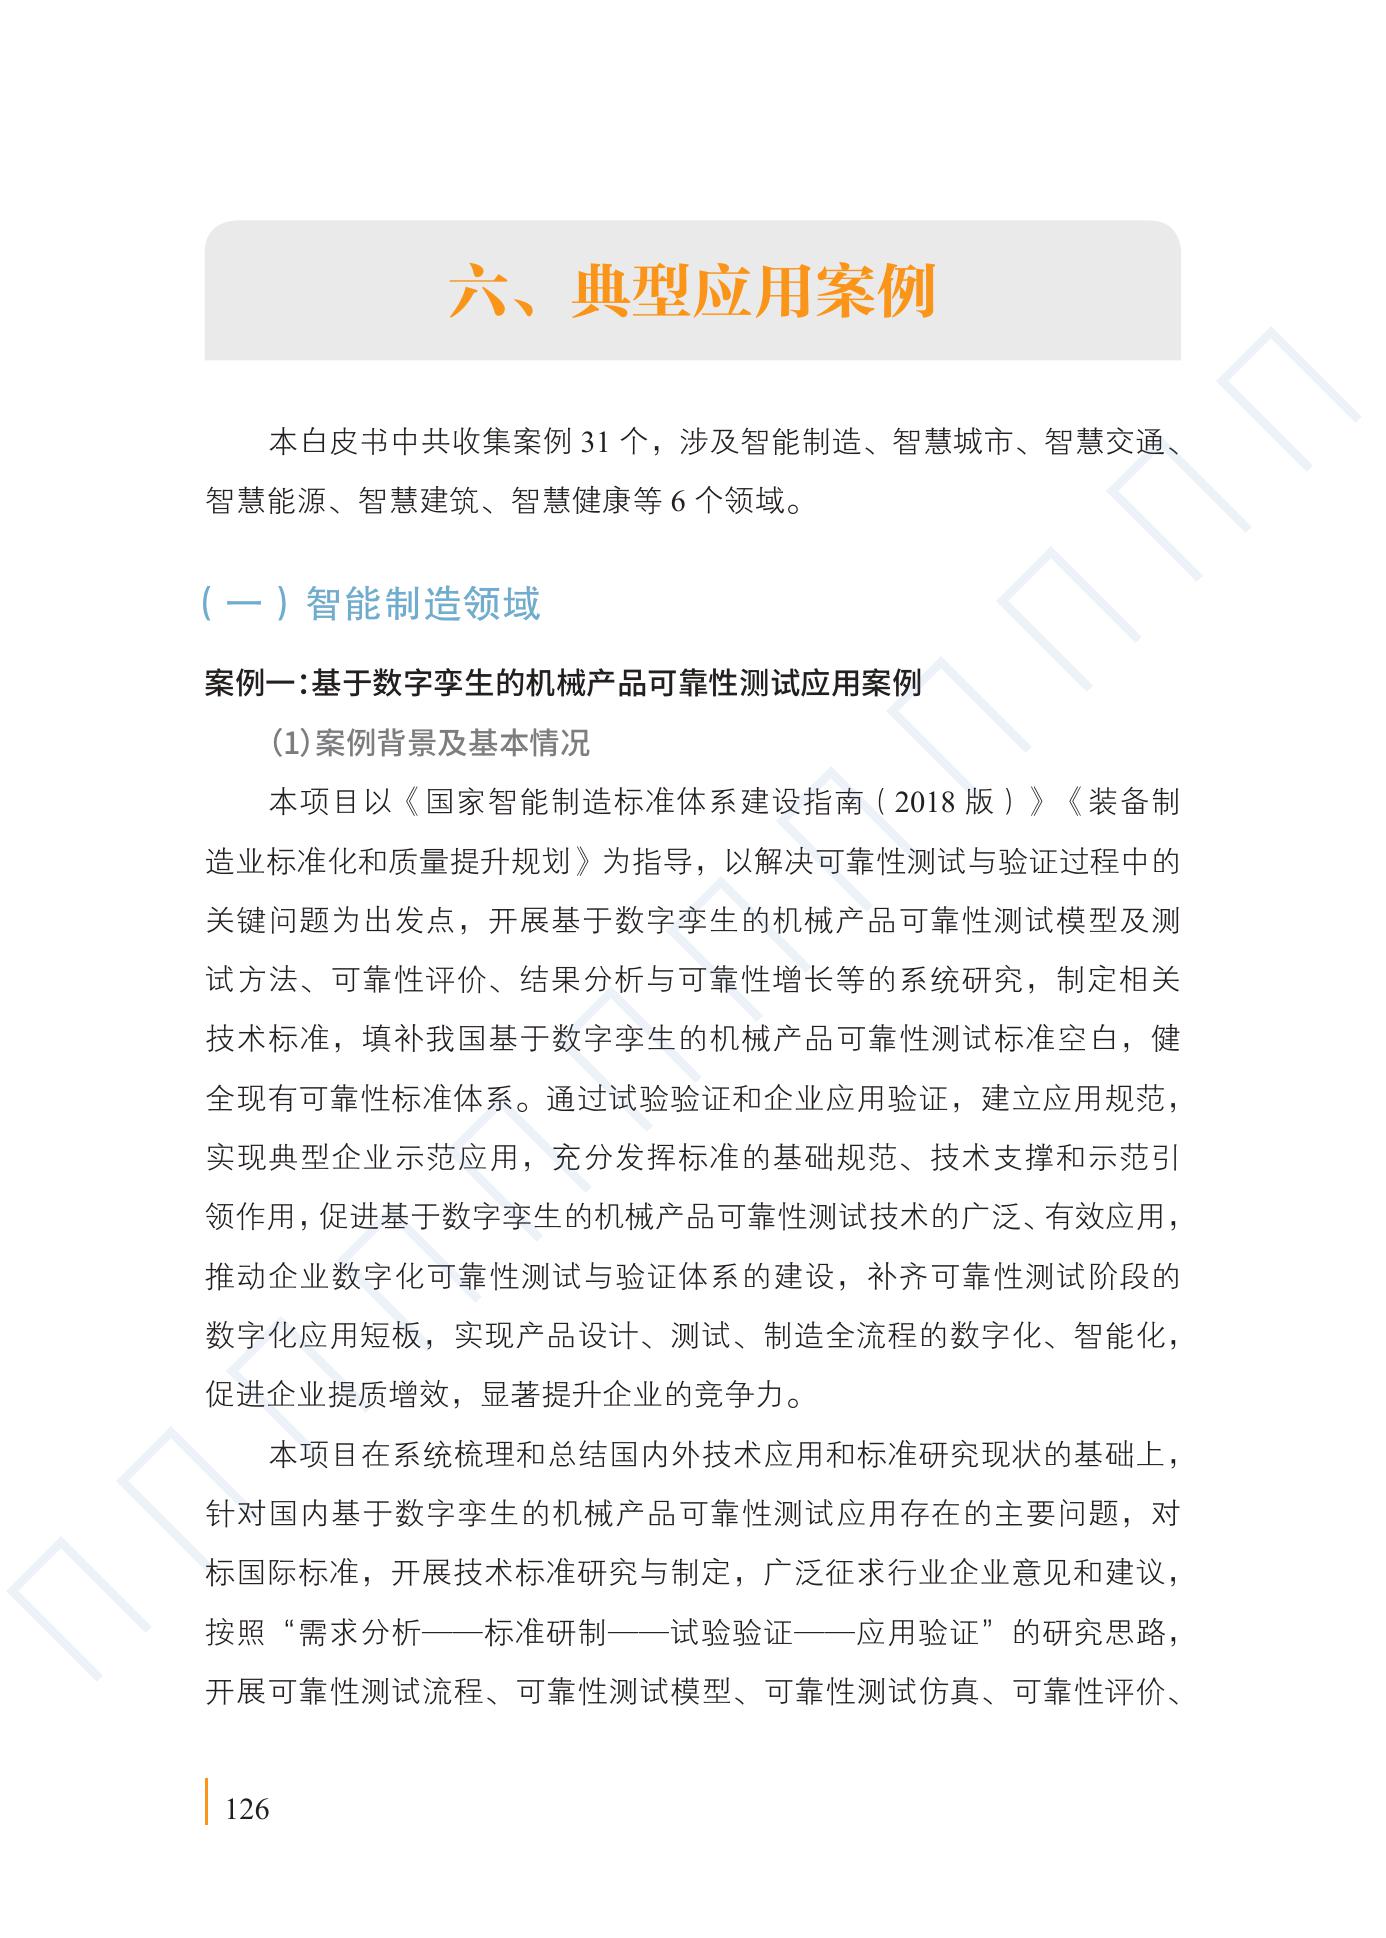 六、典型应用案例
本白皮书中共收集案例 31 个，涉及智能制造、智慧城市、智慧交通、
智慧能源、智慧建筑、智慧健康等 6 个领域。
（一）智能制造领域
案例一：基于数字孪生的机械产品可靠性测试应用案例
（1）案例背景及基本情况
本项目以《国家智能制造标准体系建设指南（2018 版）》《装备制
造业标准化和质量提升规划》为指导，以解决可靠性测试与验证过程中的
关键问题为出发点，开展基于数字孪生的机械产品可靠性测试模型及测
试方法、可靠性评价、结果分析与可靠性增长等的系统研究，制定相关
技术标准，填补我国基于数字孪生的机械产品可靠性测试标准空白，健
全现有可靠性标准体系。通过试验验证和企业应用验证，建立应用规范，
实现典型企业示范应用，充分发挥标准的基础规范、技术支撑和示范引
领作用，促进基于数字孪生的机械产品可靠性测试技术的广泛、有效应用，
推动企业数字化可靠性测试与验证体系的建设，补齐可靠性测试阶段的
数字化应用短板，实现产品设计、测试、制造全流程的数字化、智能化，
促进企业提质增效，显著提升企业的竞争力。
本项目在系统梳理和总结国内外技术应用和标准研究现状的基础上，
针对国内基于数字孪生的机械产品可靠性测试应用存在的主要问题，对
标国际标准，开展技术标准研究与制定，广泛征求行业企业意见和建议，
按照“需求分析——标准研制——试验验证——应用验证”的研究思路，
开展可靠性测试流程、可靠性测试模型、可靠性测试仿真、可靠性评价、
126